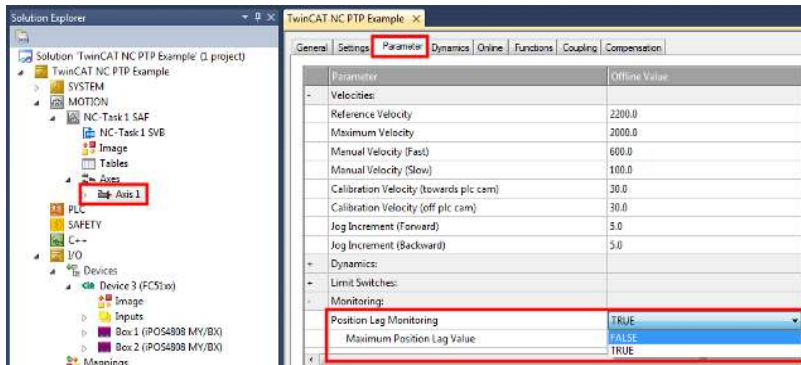 Solution Explorer
Solution 'TwinCAT NC PTP Example' (1 project)
TwinCAT NC PTP Example
SYSTEM
MOTION
NC-Task 1 SAF
NC-Task 1 SVB
Image
Tables
Axes
Axis 1
PLC
SAFETY
C++
I/O
Devices
Device 3 (FC51xx)
Image
Inputs
Box 1 (iPOS4808 MY/BX)
Box 2 (iPOS4808 MY/BX)
Mappings
TwinCAT NC PTP Example
General Settings Parameter Dynamics Online Functions Coupling Compensation
Parameter Offline Value
- Velocities:
Reference Velocity 2200.0
Maximum Velocity 2000.0
Manual Velocity (Fast) 600.0
Manual Velocity (Slow) 100.0
Calibration Velocity (towards plc cam) 30.0
Calibration Velocity (off plc cam) 30.0
Jog Increment (Forward) 5.0
Jog Increment (Backward) 5.0
+ Dynamics:
+ Limit Switches:
- Monitoring:
Position Lag Monitoring TRUE
Maximum Position Lag Value FALSE
TRUE